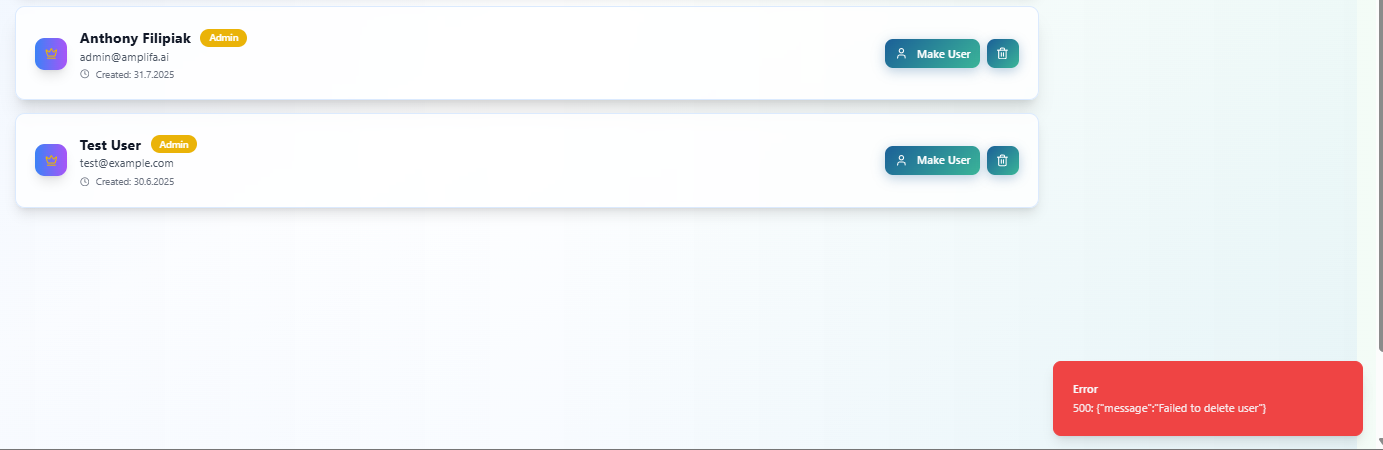 Anthony Filipiak Admin
admin@amplifa.ai
Created: 31.7.2025
Make User
Test User Admin
test@example.com
Created: 30.6.2025
Make User
Error
500: {"message":"Failed to delete user"}